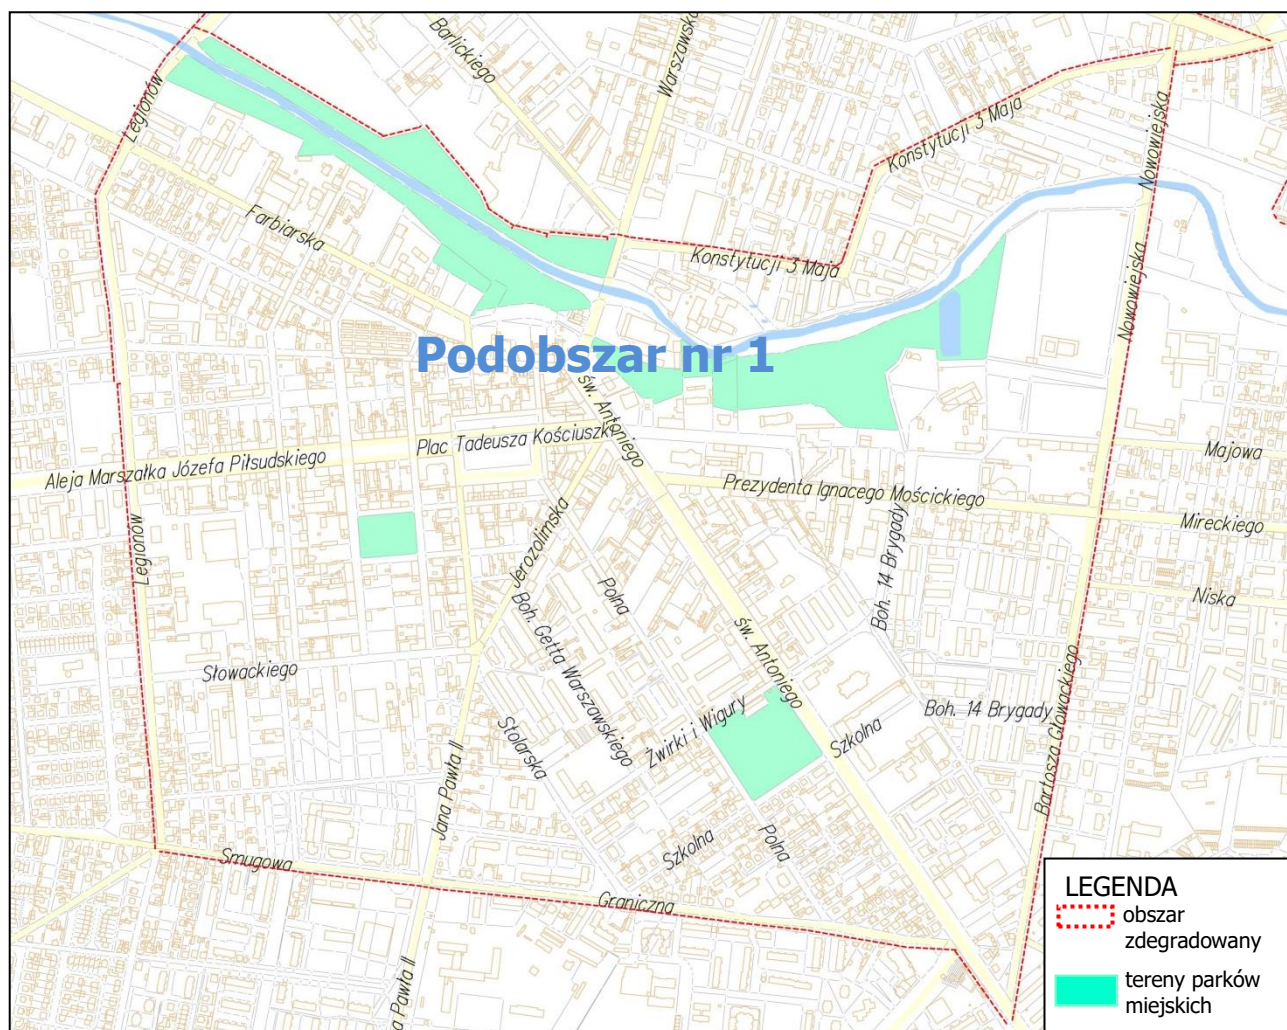 Barlickiego
Warszawska
Legionów
Konstytucji 3 Maja
Nowowiejska
Farbiarska
Konstytucji 3 Maja
Nowowiejska
Podobszar nr 1
św. Antoniego
Plac Tadeusza Kościuszki
Majowa
Aleja Marszałka Józefa Piłsudskiego
Prezydenta Ignacego Mościckiego
Mireckiego
Legionów
Jerozolimska
Boh. 14 Brygady
Polna
Niska
Boh. Getta Warszawskiego
św. Antoniego
Słowackiego
Boh. 14 Brygady
Bartosza Głowackiego
Stolarska
Żwirki i Wigury
Szkolna
Jana Pawła II
Szkolna
Polna
Smugowa
Graniczna
a Pawła II
LEGENDA
obszar
zdegradowany
tereny parków
miejskich